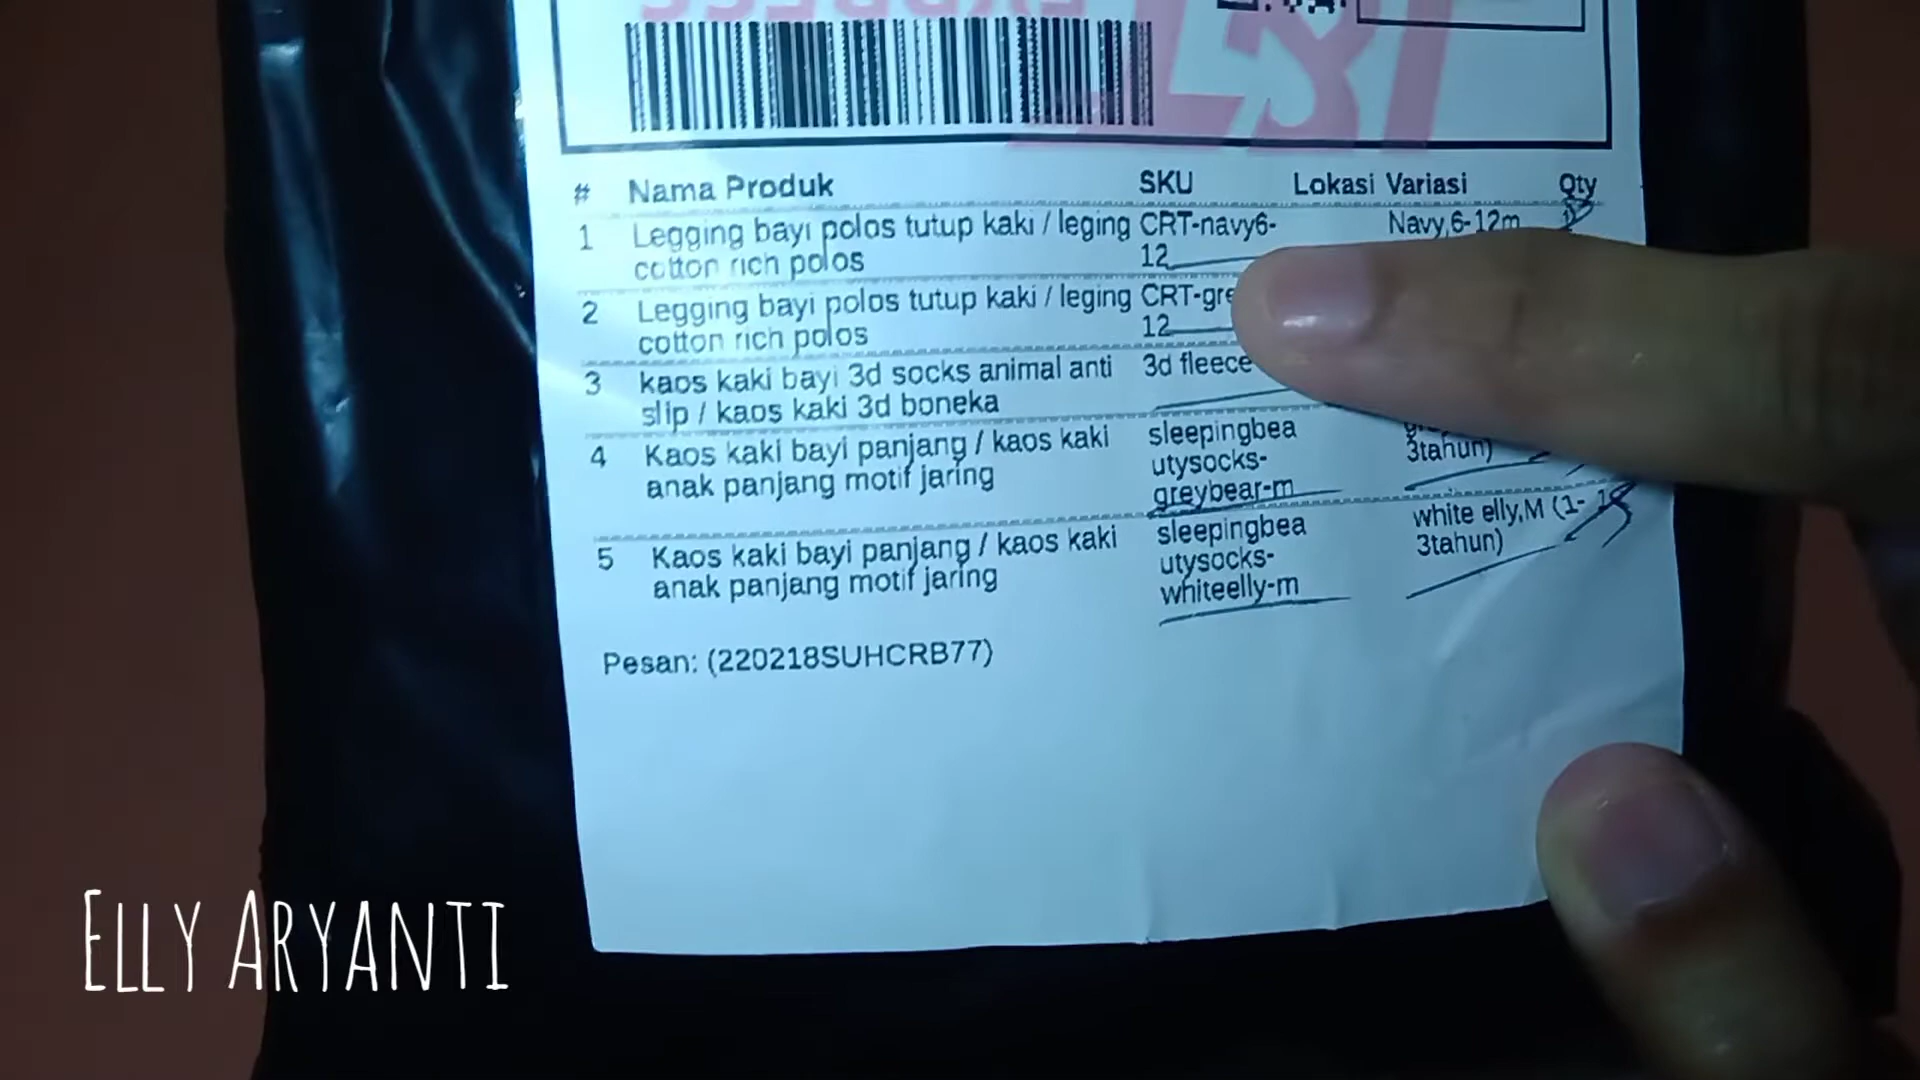 EXPRESS
# Nama Produk SKU Lokasi Variasi Qty
1 Legging bayi polos tutup kaki / leging CRT-navy6- Navy,6-12m
cotton rich polos 12
2 Legging bayi polos tutup kaki / leging CRT-gre
cotton rich polos 12
3 kaos kaki bayi 3d socks animal anti 3d fleece
slip / kaos kaki 3d boneka
4 Kaos kaki bayi panjang / kaos kaki sleepingbea
anak panjang motif jaring utysocks- 3tahun)
greybear-m
5 Kaos kaki bayi panjang / kaos kaki sleepingbea white elly,M (1-
anak panjang motif jaring utysocks- 3tahun)
whiteelly-m
Pesan: (220218SUHCRB77)
ELLY ARYANTI